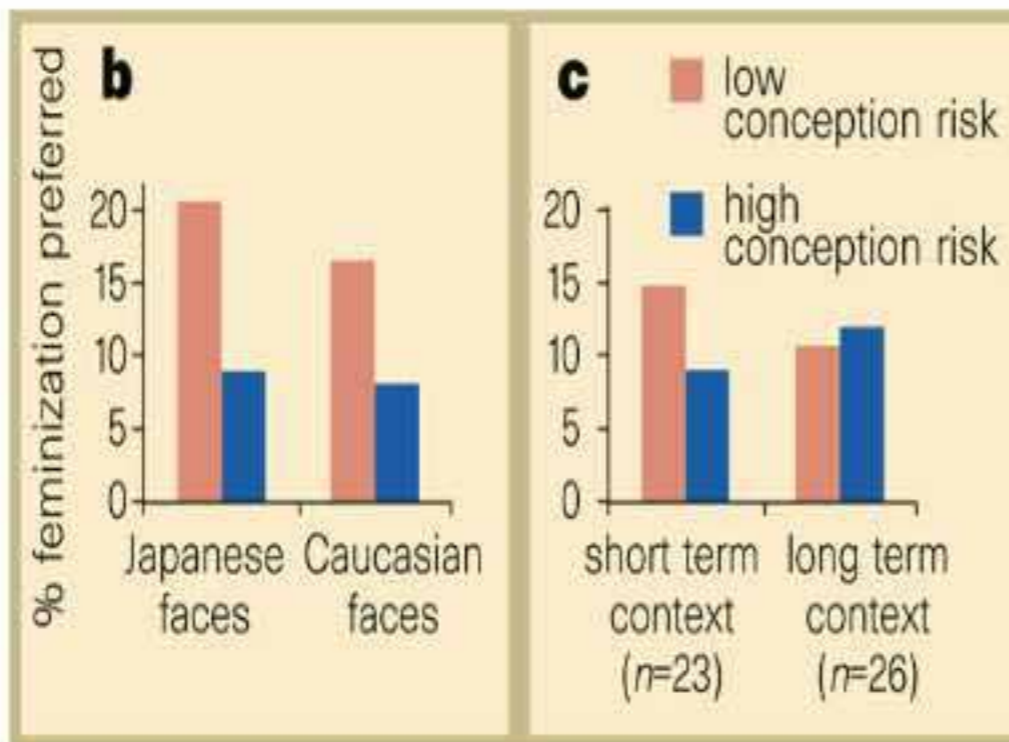 % feminization preferred
b
20
15
10
5
0
Japanese faces
Caucasian faces
c
low
conception risk
high
conception risk
20
15
10
5
0
short term
context
(n=23)
long term
context
(n=26)